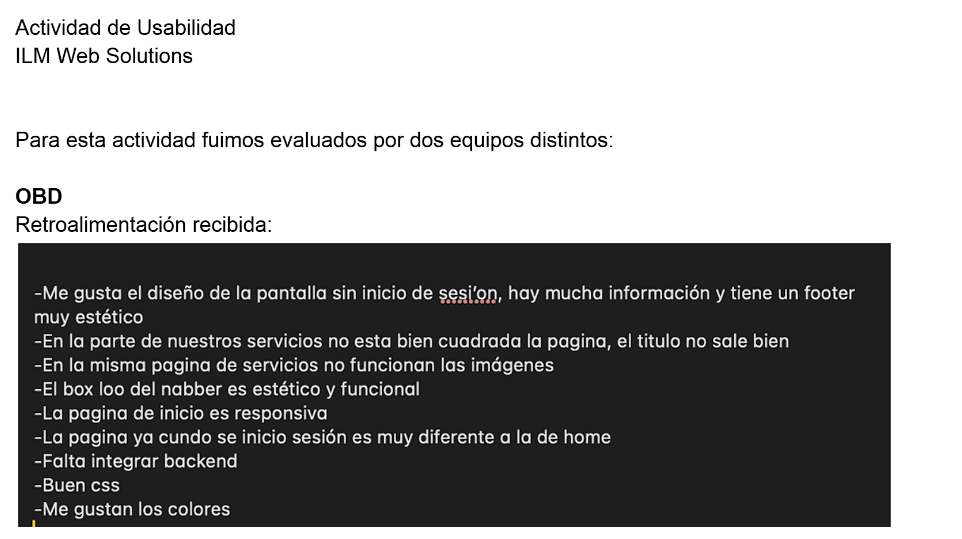 Actividad de Usabilidad
ILM Web Solutions
Para esta actividad fuimos evaluados por dos equipos distintos:
OBD
Retroalimentación recibida:
-Me gusta el diseño de la pantalla sin inicio de sesi’on, hay mucha información y tiene un footer
muy estético
-En la parte de nuestros servicios no esta bien cuadrada la pagina, el titulo no sale bien
-En la misma pagina de servicios no funcionan las imágenes
-El box loo del nabber es estético y funcional
-La pagina de inicio es responsiva
-La pagina ya cundo se inicio sesión es muy diferente a la de home
-Falta integrar backend
-Buen css
-Me gustan los colores